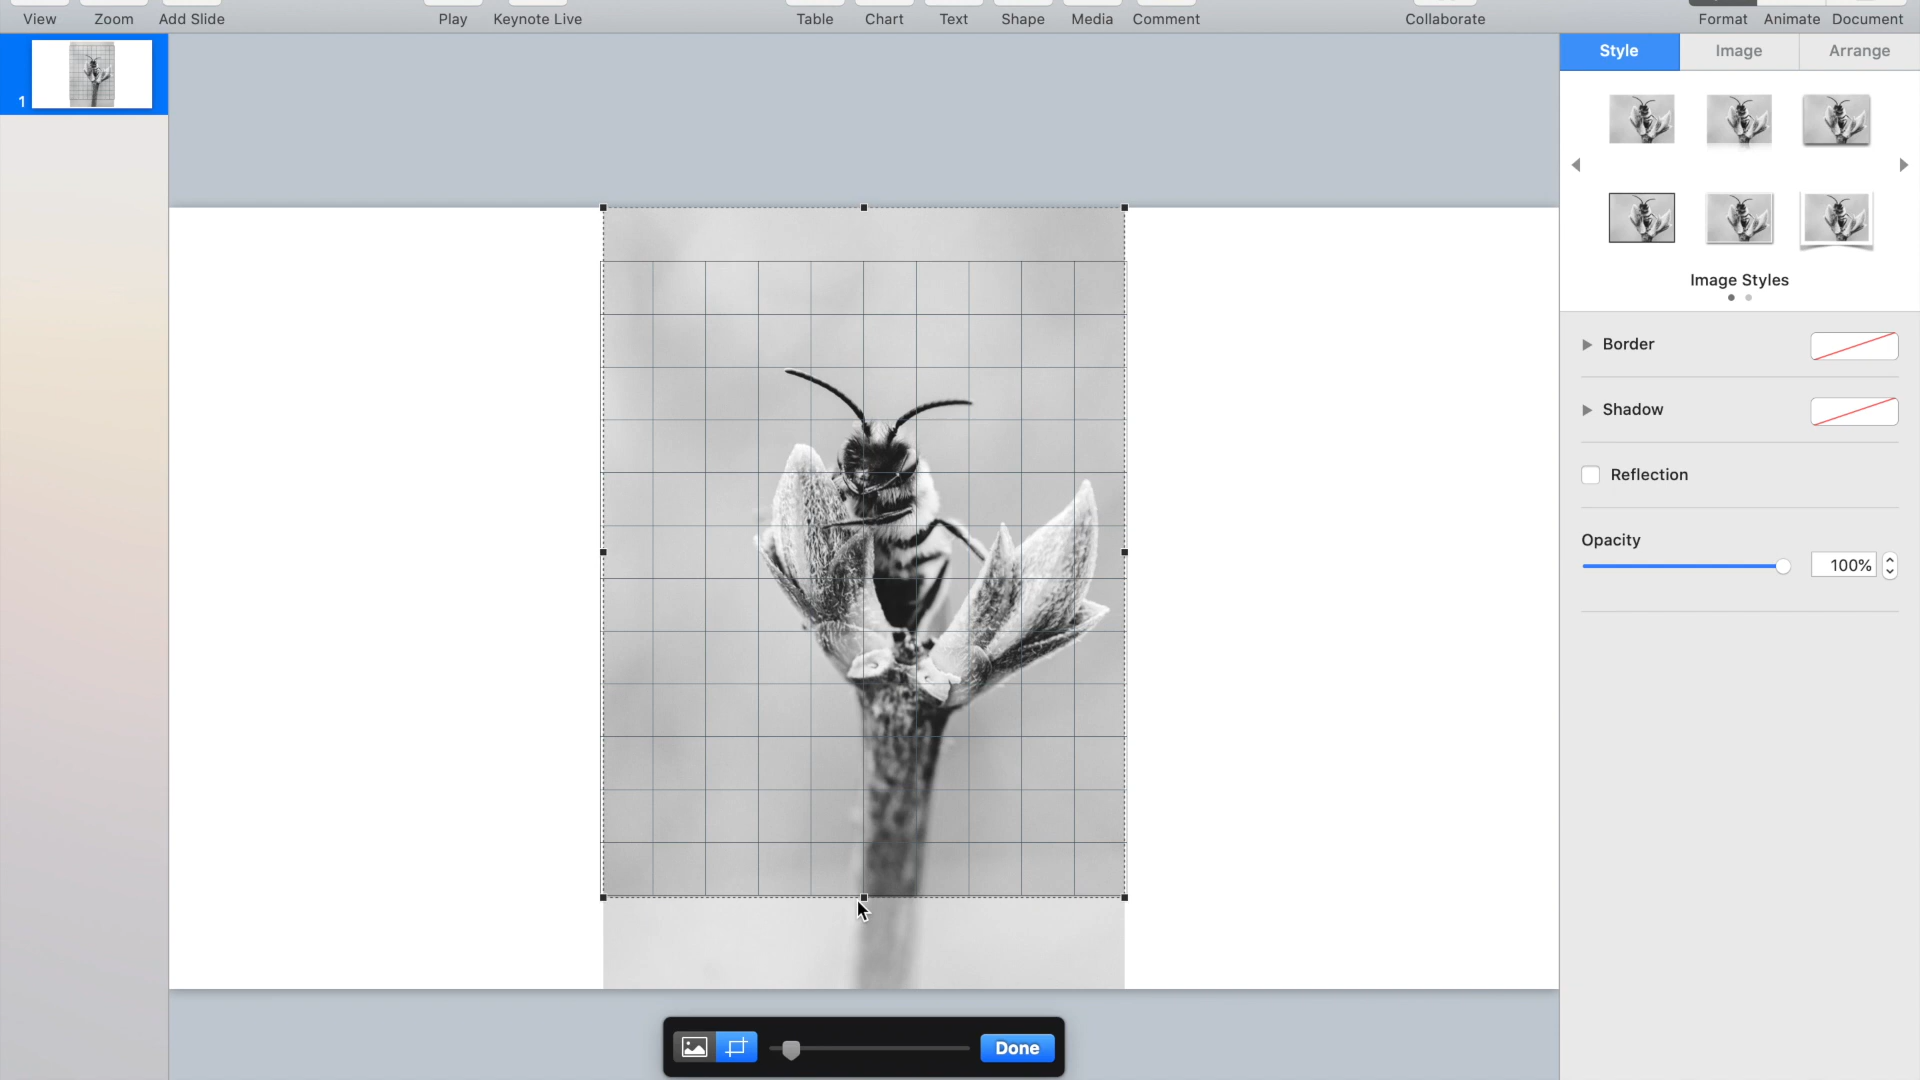 View Zoom Add Slide Play Keynote Live Table Chart Text Shape Media Comment Collaborate Format Animate Document
1
Style Image Arrange
Image Styles
Border
Shadow
Reflection
Opacity
100%
Done